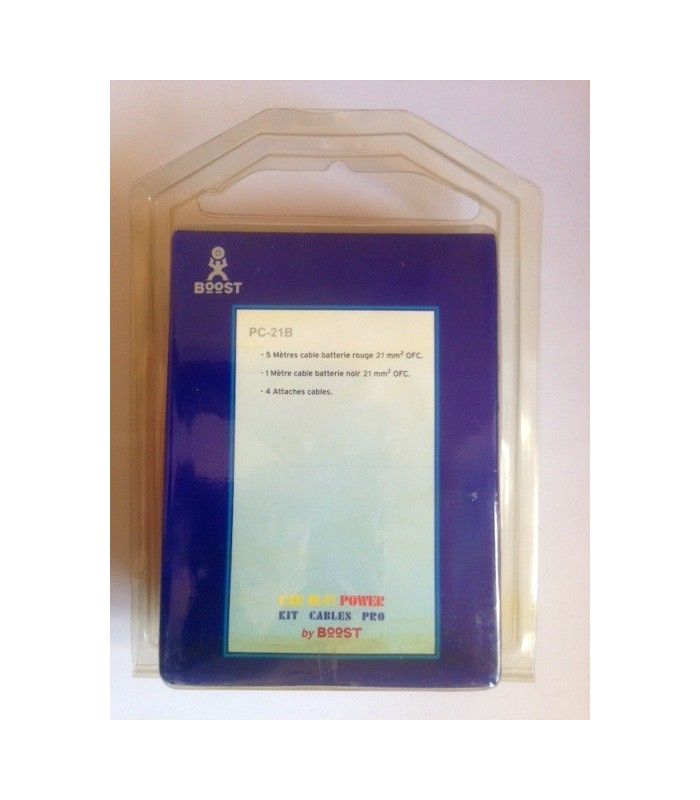 BOOST
PC-21B
- 5 Mètres cable batterie rouge 21 mm² OFC.
- 1 Mètre cable batterie noir 21 mm² OFC.
- 4 Attaches cables.
POWER
KIT CABLES PRO
by BOOST